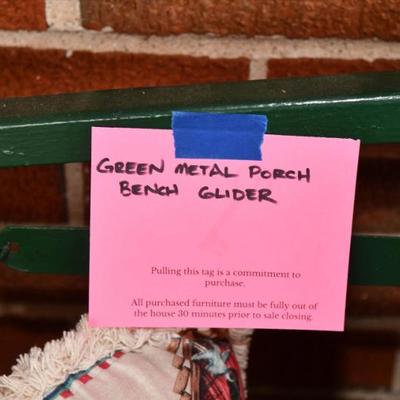 GREEN METAL PORCH
BENCH GLIDER
Pulling this tag is a commitment to
purchase.
All purchased furniture must be fully out of
the house 30 minutes prior to sale closing.